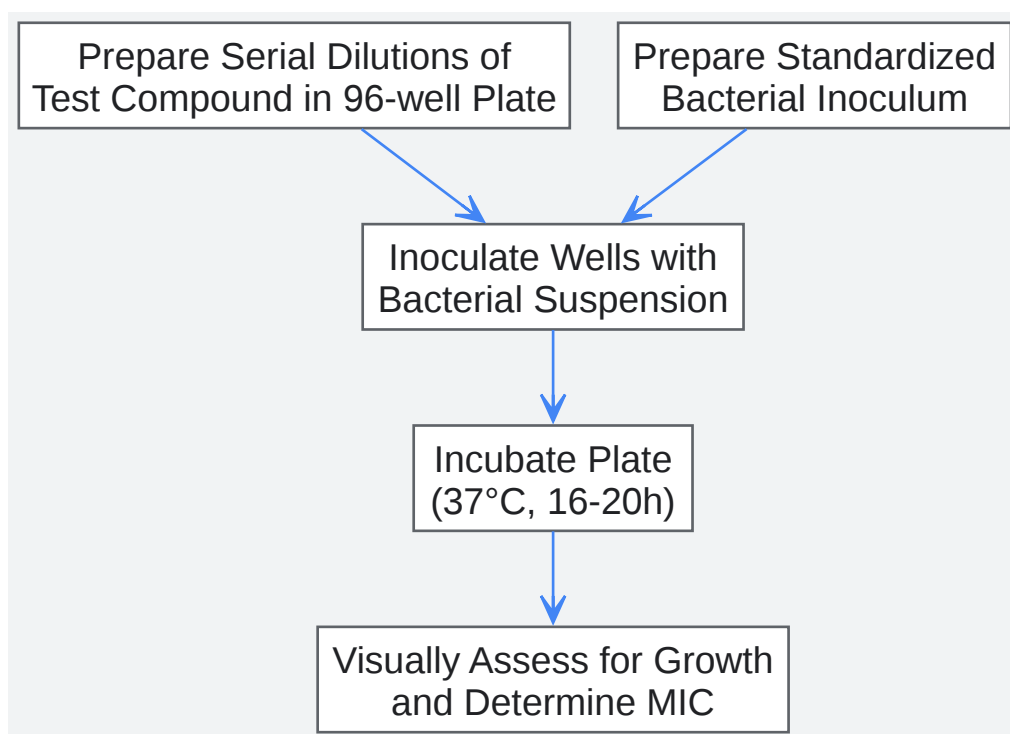 Prepare Serial Dilutions of
Test Compound in 96-well Plate
Prepare Standardized
Bacterial Inoculum
Inoculate Wells with
Bacterial Suspension
Incubate Plate
(37°C, 16-20h)
Visually Assess for Growth
and Determine MIC